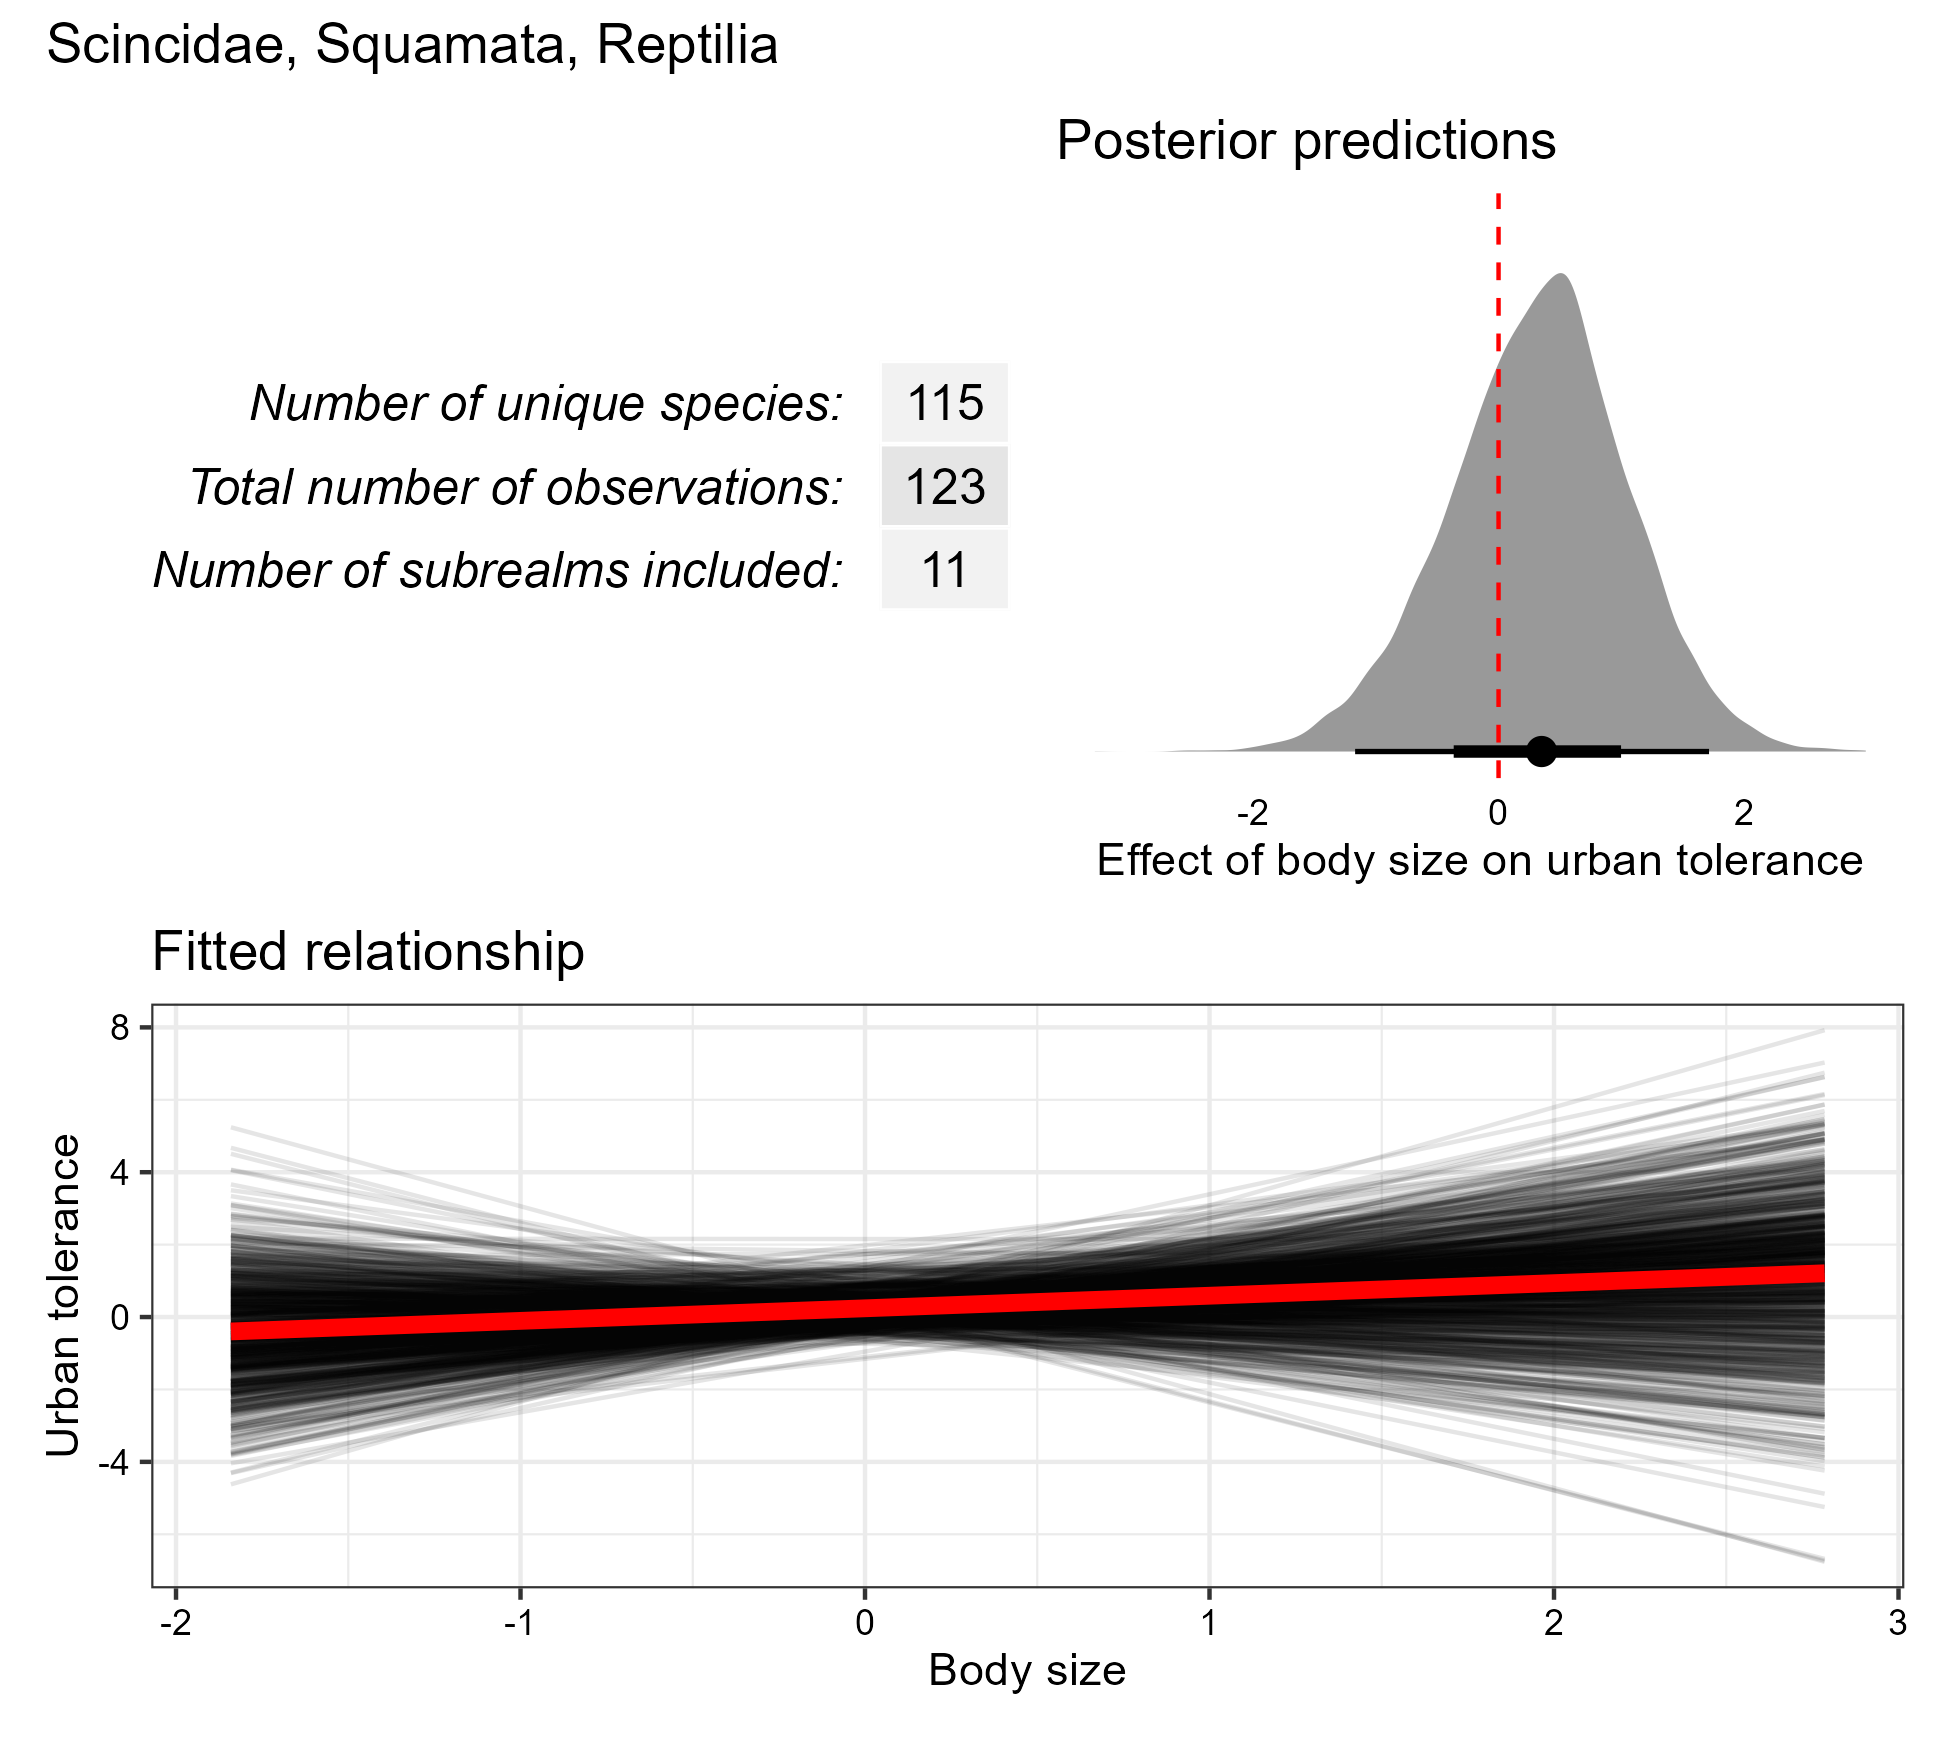 Scincidae, Squamata, Reptilia
Posterior predictions
Number of unique species: 115
Total number of observations: 123
Number of subrealms included: 11
-2 0 2
Effect of body size on urban tolerance
Fitted relationship
8
4
0
-4
Urban tolerance
-2 -1 0 1 2 3
Body size